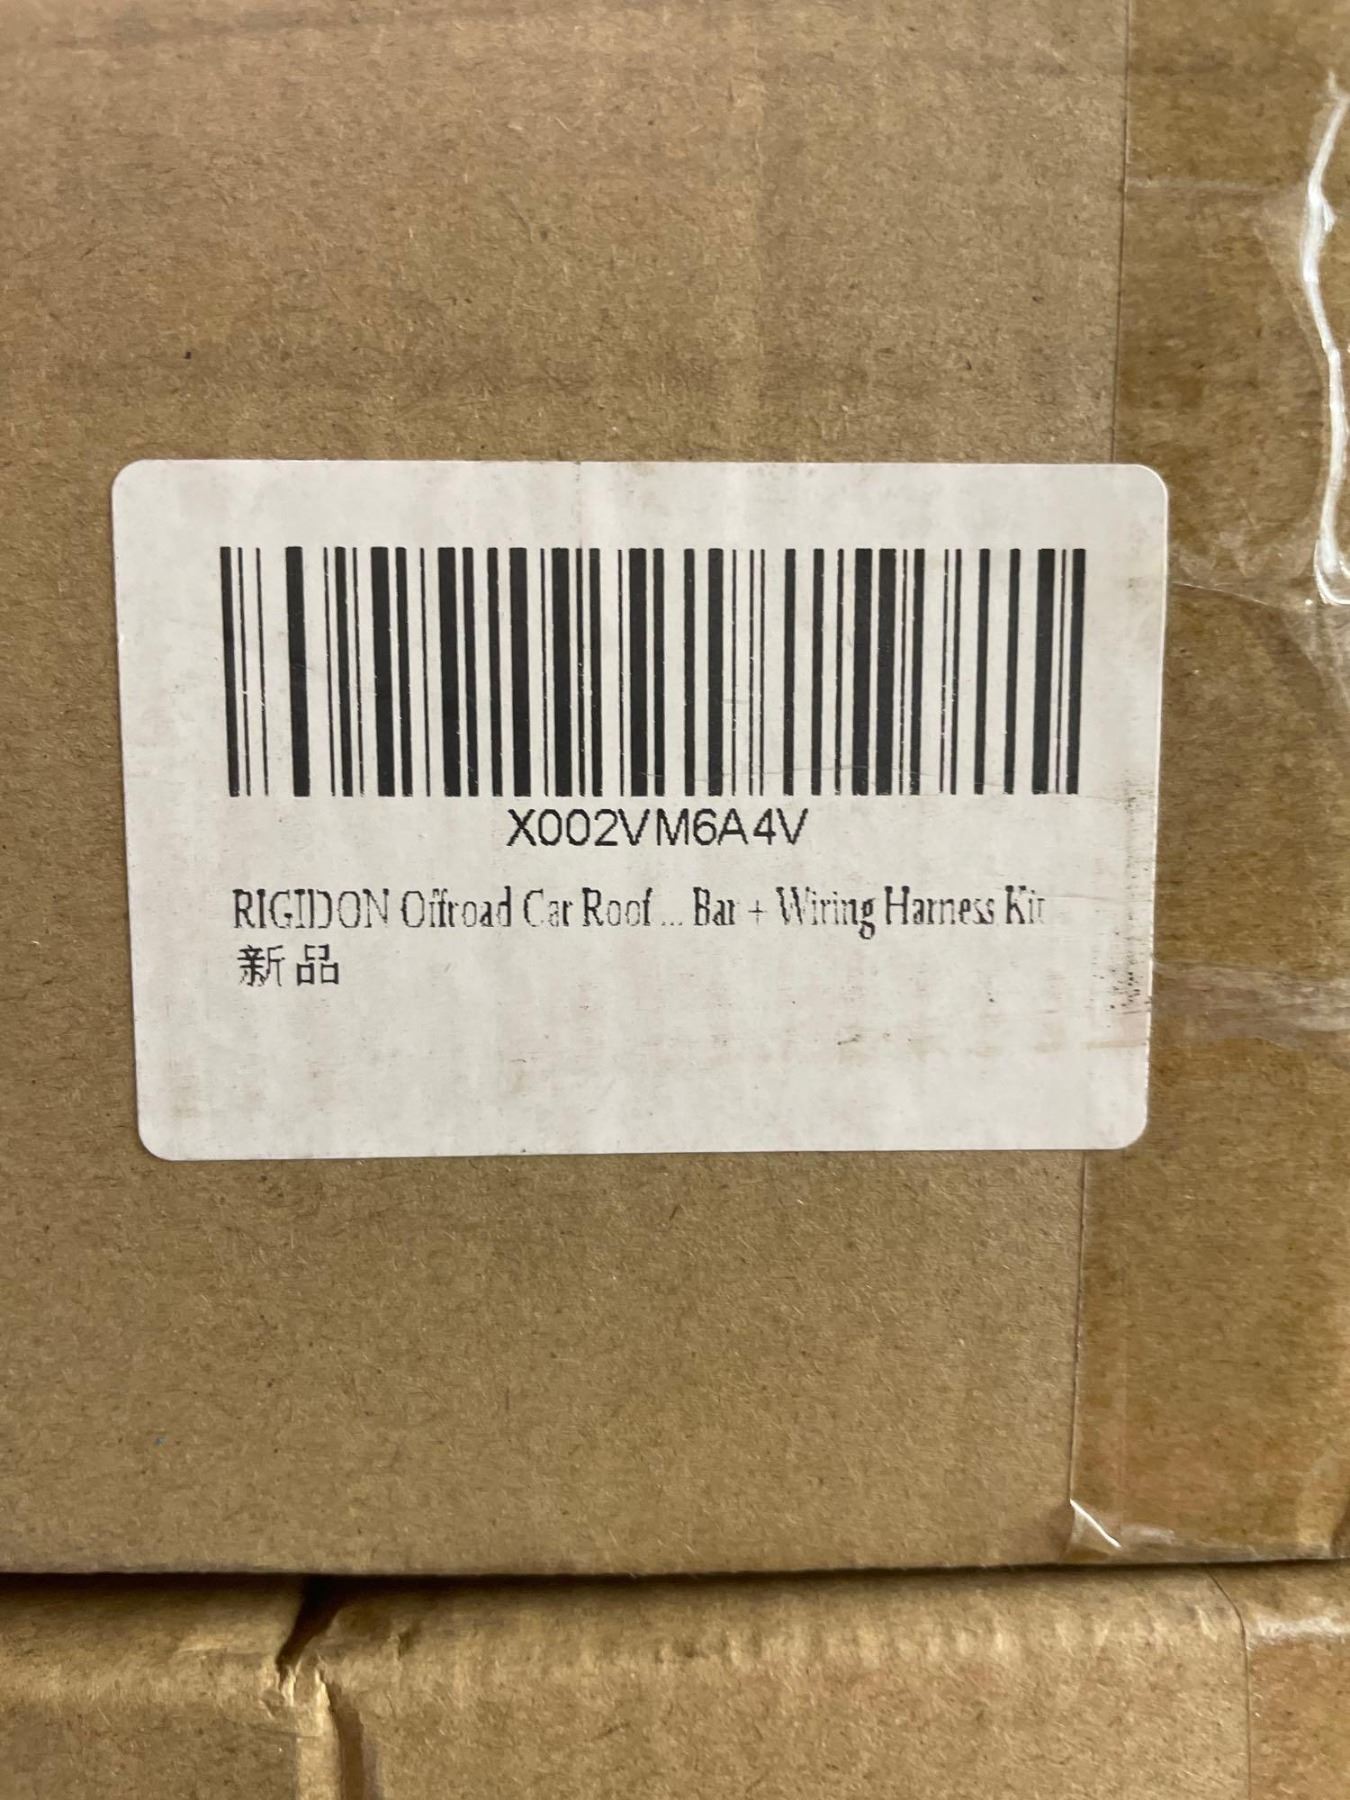 X002VM6A4V
RIGIDON Offroad Car Roof ... Bar + Wiring Harness Kit
新品